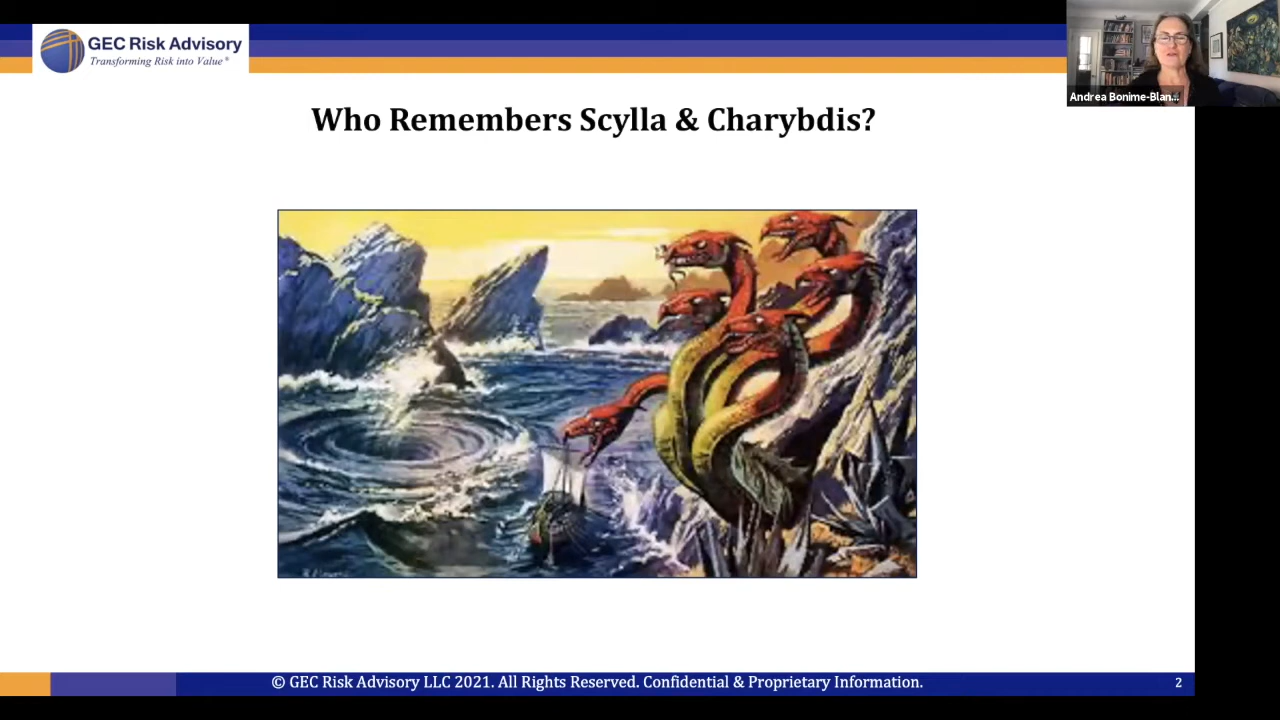 GEC Risk Advisory
Transforming Risk into Value®
Andrea Bonime-Blan...
Who Remembers Scylla & Charybdis?
© GEC Risk Advisory LLC 2021. All Rights Reserved. Confidential & Proprietary Information.
2